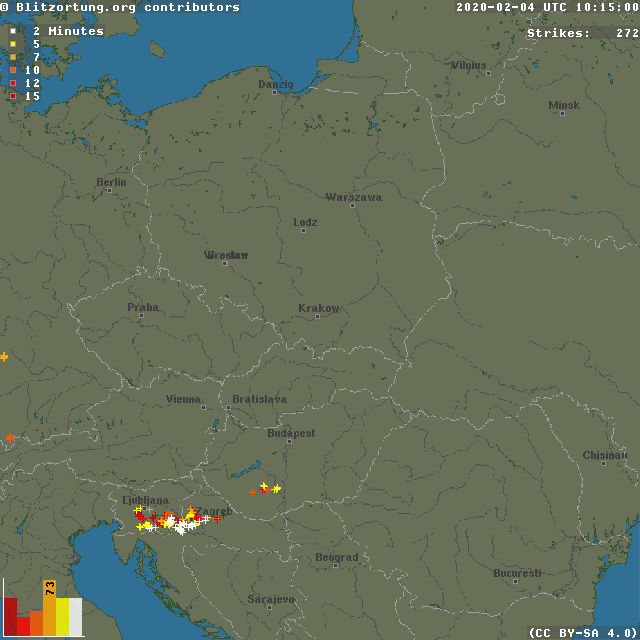 © Blitzortung.org contributors
2020-02-04 UTC 10:15:00
2 Minutes
Strikes: 272
5
7
10
12
15
Vilnius
Danzig
Minsk
Berlin
Warszawa
Lodz
Praha
Krakow
Vienna
Bratislava
Budapest
Chisinau
Ljubljana
Zagreb
Beograd
Bucuresti
Sarajevo
73
(CC BY-SA 4.0)